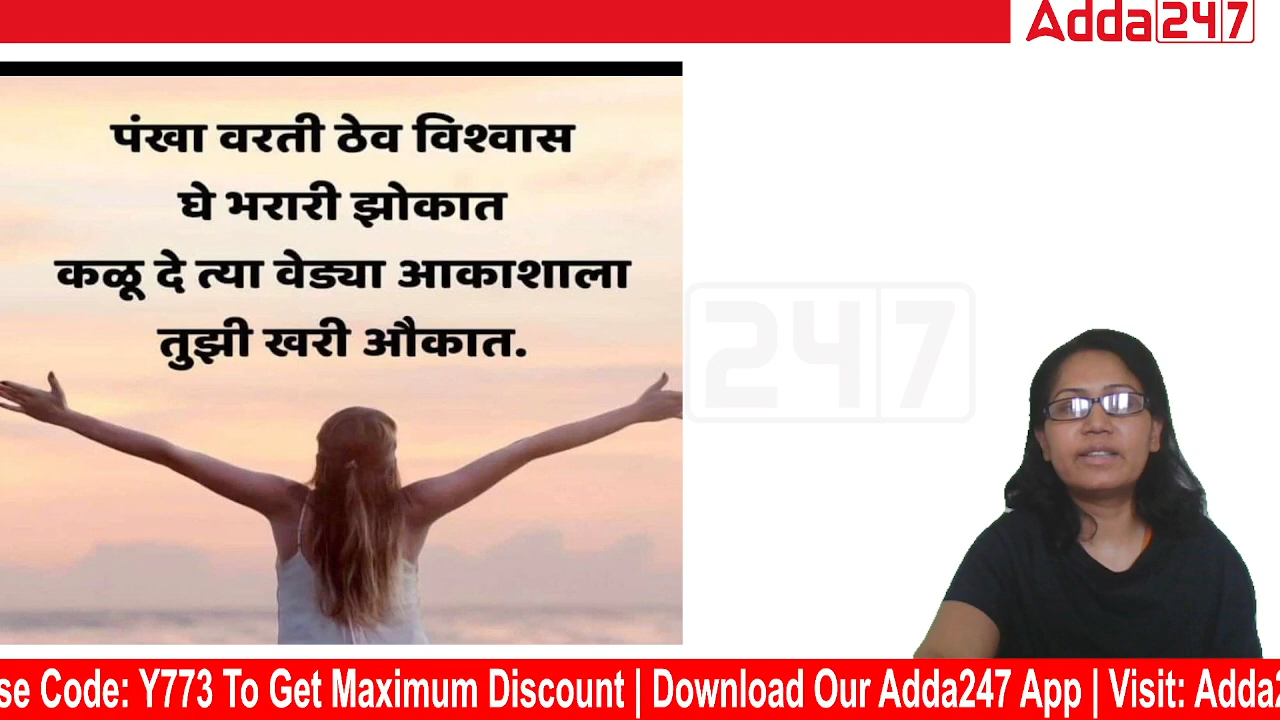 Adda247
पंखा वरती ठेव विश्वास
घे भरारी झोकात
कळू दे त्या वेड्या आकाशाला
तुझी खरी औकात.
247
se Code: Y773 To Get Maximum Discount | Download Our Adda247 App | Visit: Adda2